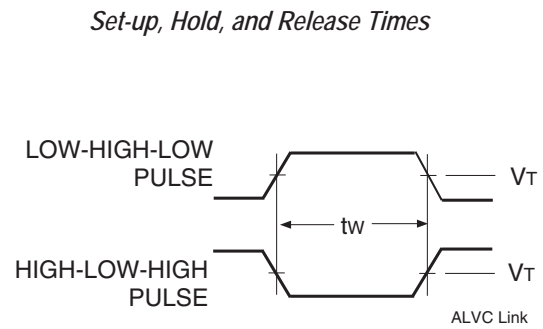 Set-up, Hold, and Release Times
LOW-HIGH-LOW
PULSE
VT
tw
HIGH-LOW-HIGH
PULSE
VT
ALVC Link